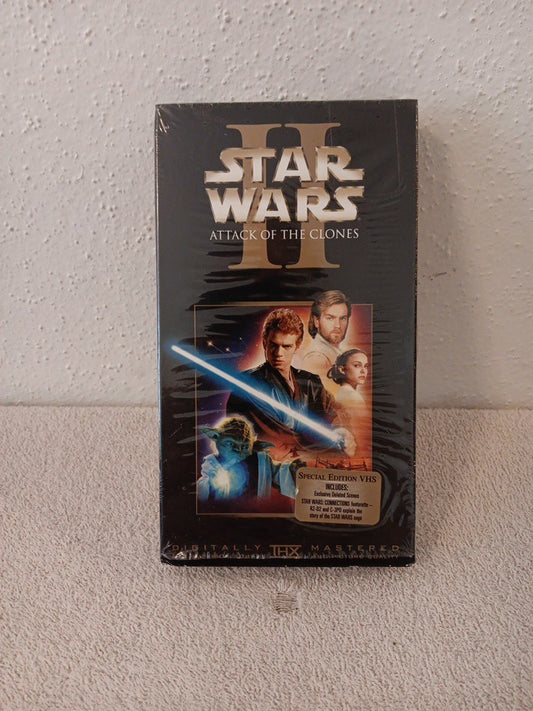 II
STAR
WARS
ATTACK OF THE CLONES
SPECIAL EDITION VHS
INCLUDES:
Exclusive Deleted Scenes
STAR WARS: CONNECTIONS featurette –
R2-D2 and C-3PO explain the
story of the STAR WARS saga
DIGITALLY THX MASTERED